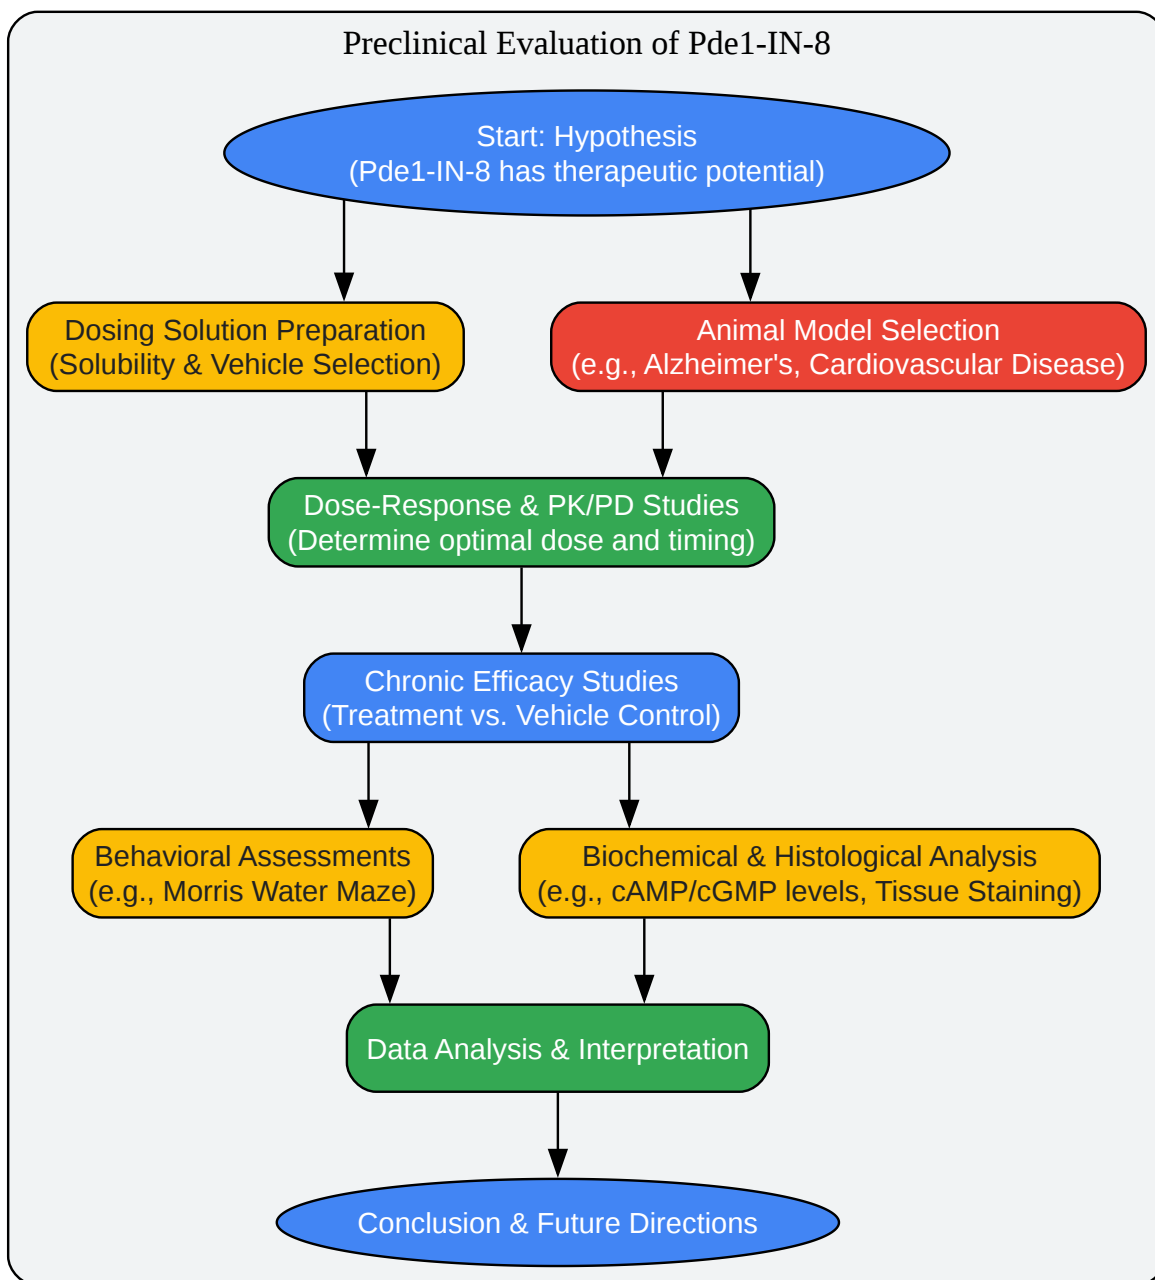 Preclinical Evaluation of Pde1-IN-8
Start: Hypothesis
(Pde1-IN-8 has therapeutic potential)
Dosing Solution Preparation
(Solubility & Vehicle Selection)
Animal Model Selection
(e.g., Alzheimer's, Cardiovascular Disease)
Dose-Response & PK/PD Studies
(Determine optimal dose and timing)
Chronic Efficacy Studies
(Treatment vs. Vehicle Control)
Behavioral Assessments
(e.g., Morris Water Maze)
Biochemical & Histological Analysis
(e.g., cAMP/cGMP levels, Tissue Staining)
Data Analysis & Interpretation
Conclusion & Future Directions